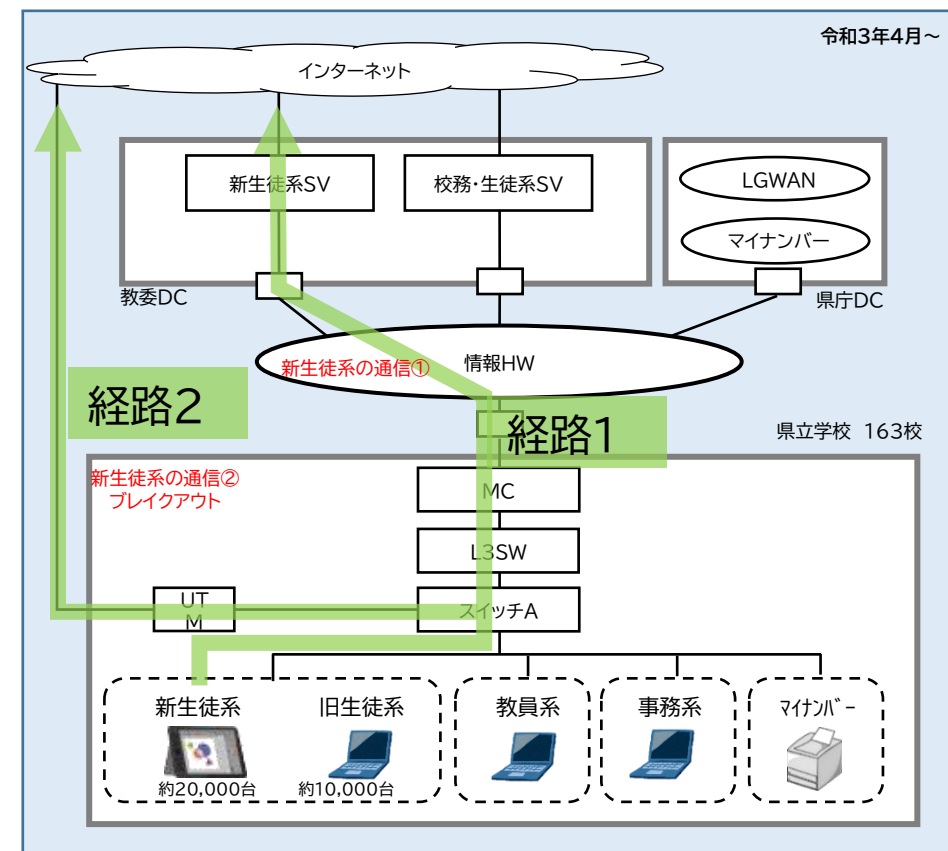 令和3年4月～
インターネット
新生徒系SV
校務・生徒系SV
LGWAN
マイナンバー
教委DC
県庁DC
新生徒系の通信①
情報HW
経路2
経路1
県立学校 163校
新生徒系の通信②
ブレイクアウト
MC
L3SW
UT
M
スイッチA
新生徒系
旧生徒系
教員系
事務系
ﾏｲﾅﾝﾊﾞｰ
約20,000台
約10,000台